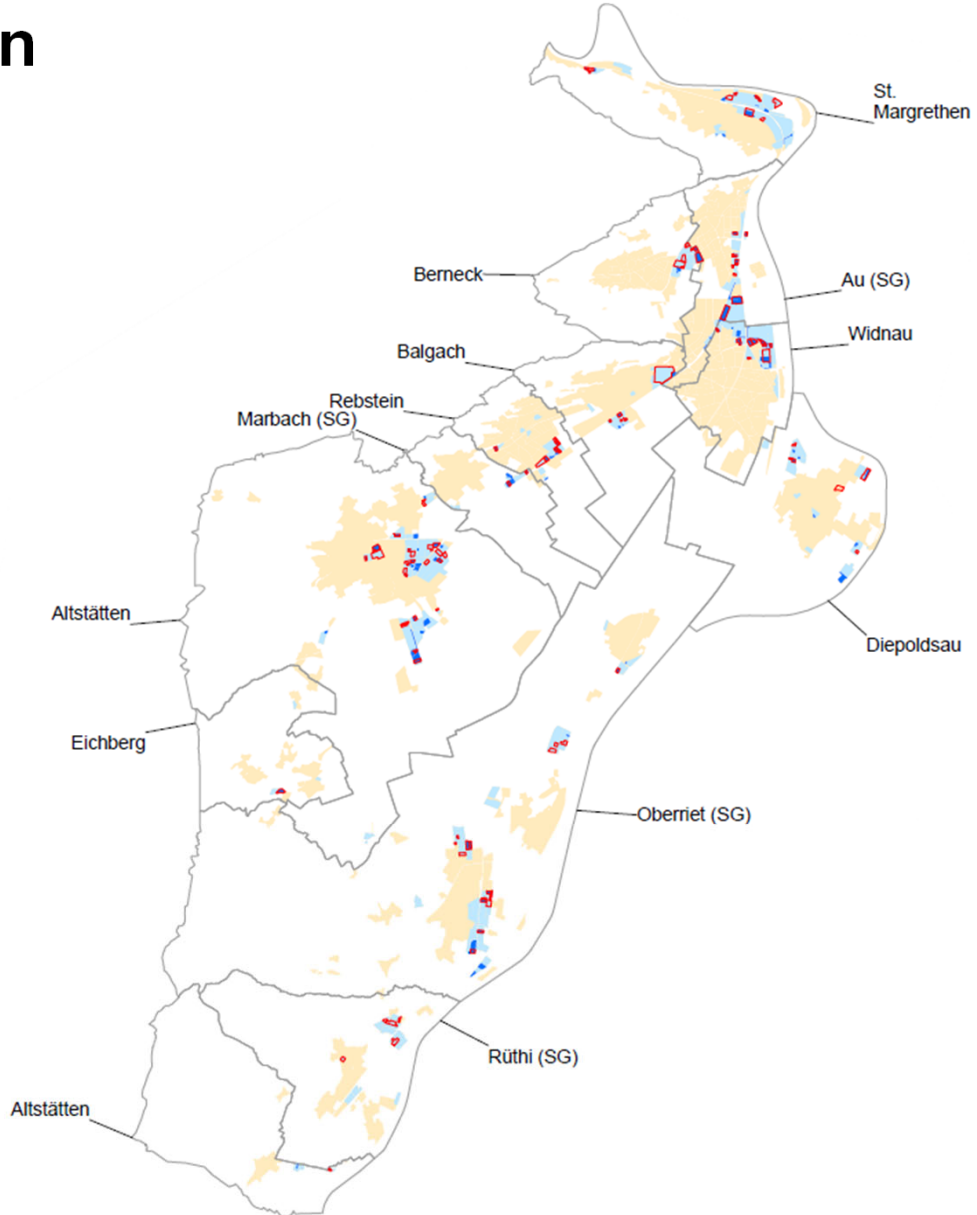 n
St.
Margrethen
Berneck
Au (SG)
Widnau
Balgach
Rebstein
Marbach (SG)
Altstätten
Diepoldsau
Eichberg
Oberriet (SG)
Rüthi (SG)
Altstätten